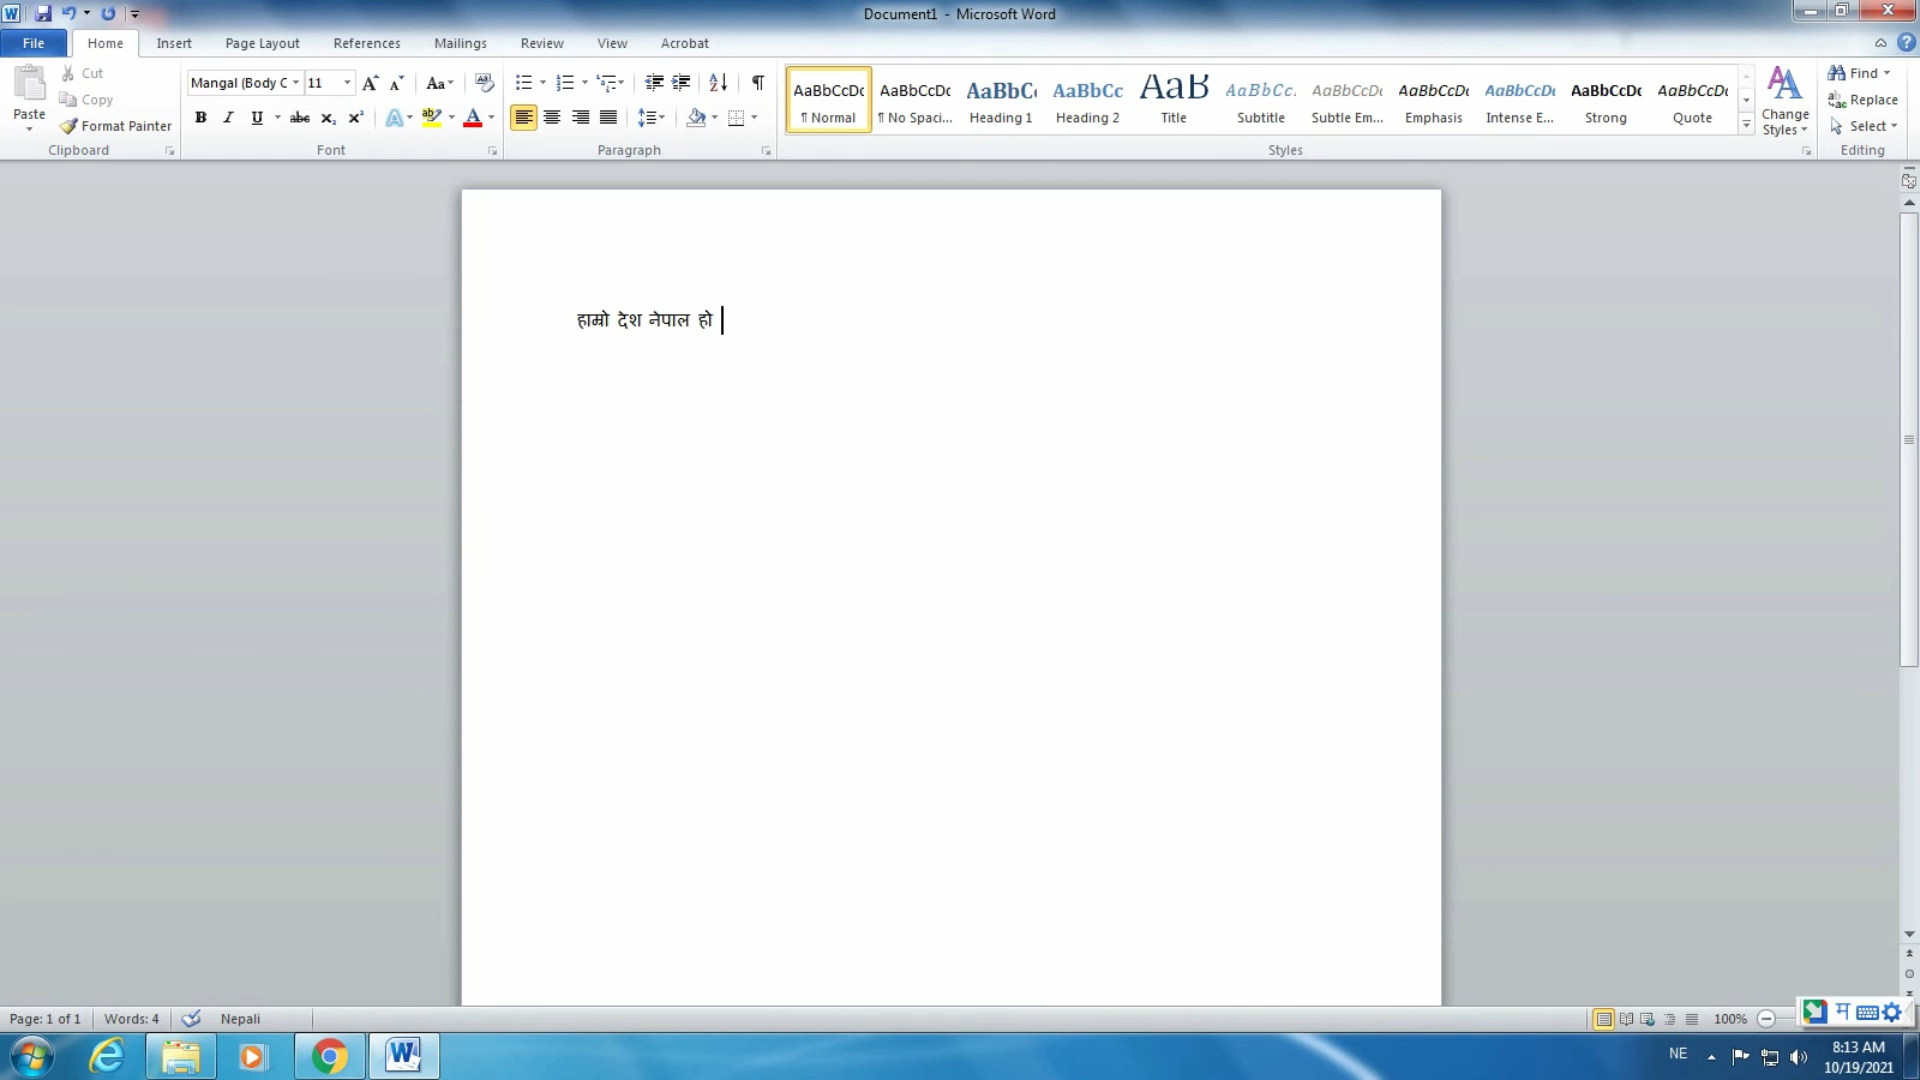 Document1 - Microsoft Word
File Home Insert Page Layout References Mailings Review View Acrobat
Paste
Cut
Copy
Format Painter
Clipboard
Mangal (Body C 11
Font
Paragraph
AaBbCcDc AaBbCcDc AaBbC AaBbCc AaB AaBbCc. AaBbCcDc AaBbCcDc AaBbCcDc AaBbCcDc AaBbCcDc
¶ Normal ¶ No Spaci... Heading 1 Heading 2 Title Subtitle Subtle Em... Emphasis Intense E... Strong Quote
Styles
Change Styles
Find
Replace
Select
Editing
हाम्रो देश नेपाल हो
Page: 1 of 1 Words: 4 Nepali
100%
म
NE
8:13 AM
10/19/2021